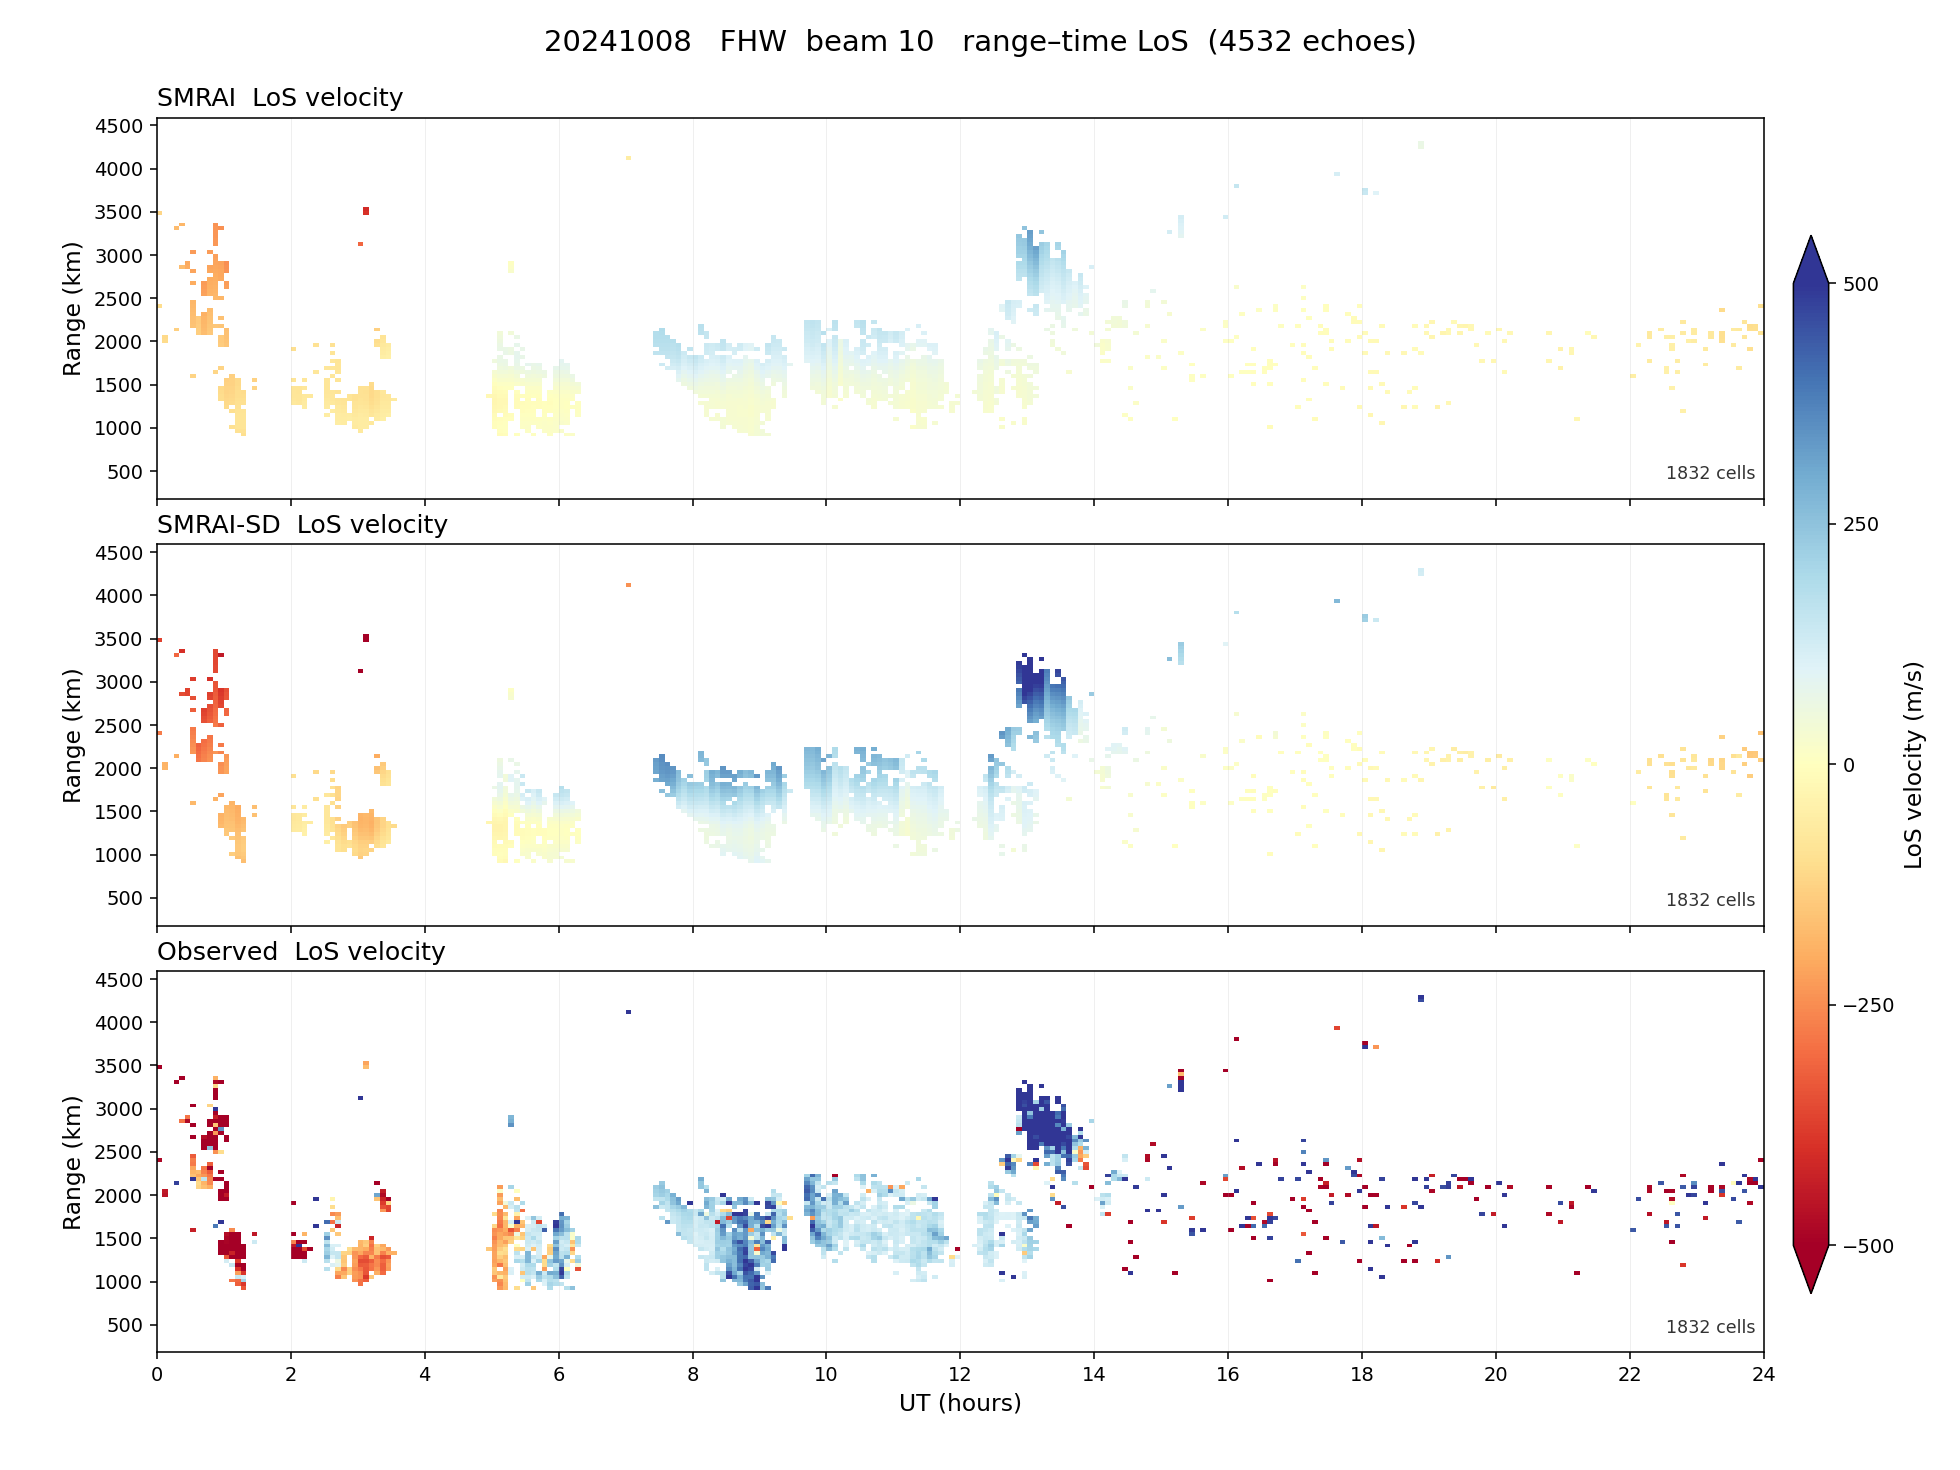 20241008   FHW  beam 10   range–time LoS  (4532 echoes)
SMRAI  LoS velocity
4500
4000
3500
3000
2500
2000
1500
1000
500
Range (km)
1832 cells
SMRAI-SD  LoS velocity
4500
4000
3500
3000
2500
2000
1500
1000
500
Range (km)
1832 cells
Observed  LoS velocity
4500
4000
3500
3000
2500
2000
1500
1000
500
Range (km)
1832 cells
0 2 4 6 8 10 12 14 16 18 20 22 24
UT (hours)
500
250
0
−250
−500
LoS velocity (m/s)